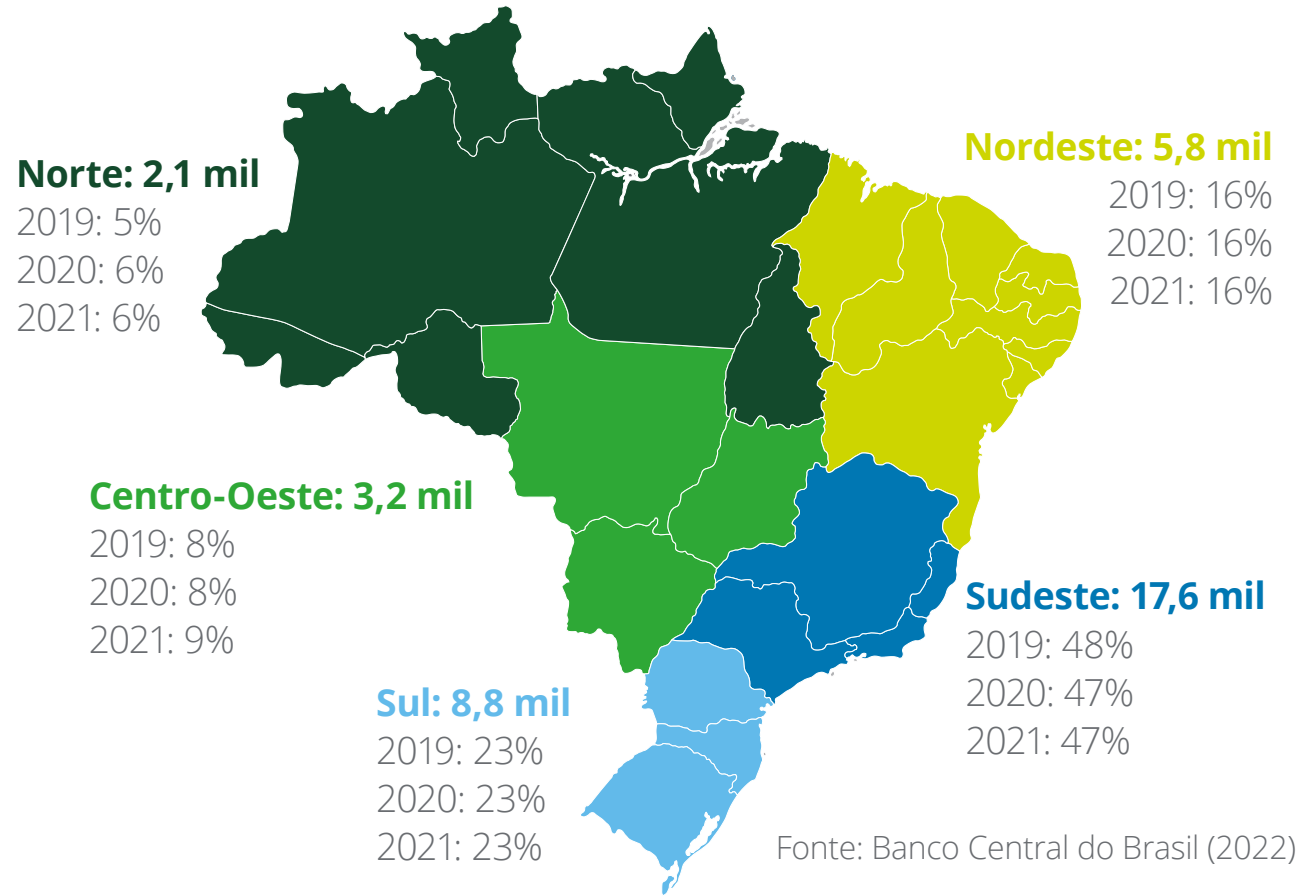 Norte: 2,1 mil
2019: 5%
2020: 6%
2021: 6%
Nordeste: 5,8 mil
2019: 16%
2020: 16%
2021: 16%
Centro-Oeste: 3,2 mil
2019: 8%
2020: 8%
2021: 9%
Sudeste: 17,6 mil
2019: 48%
2020: 47%
2021: 47%
Sul: 8,8 mil
2019: 23%
2020: 23%
2021: 23%
Fonte: Banco Central do Brasil (2022)